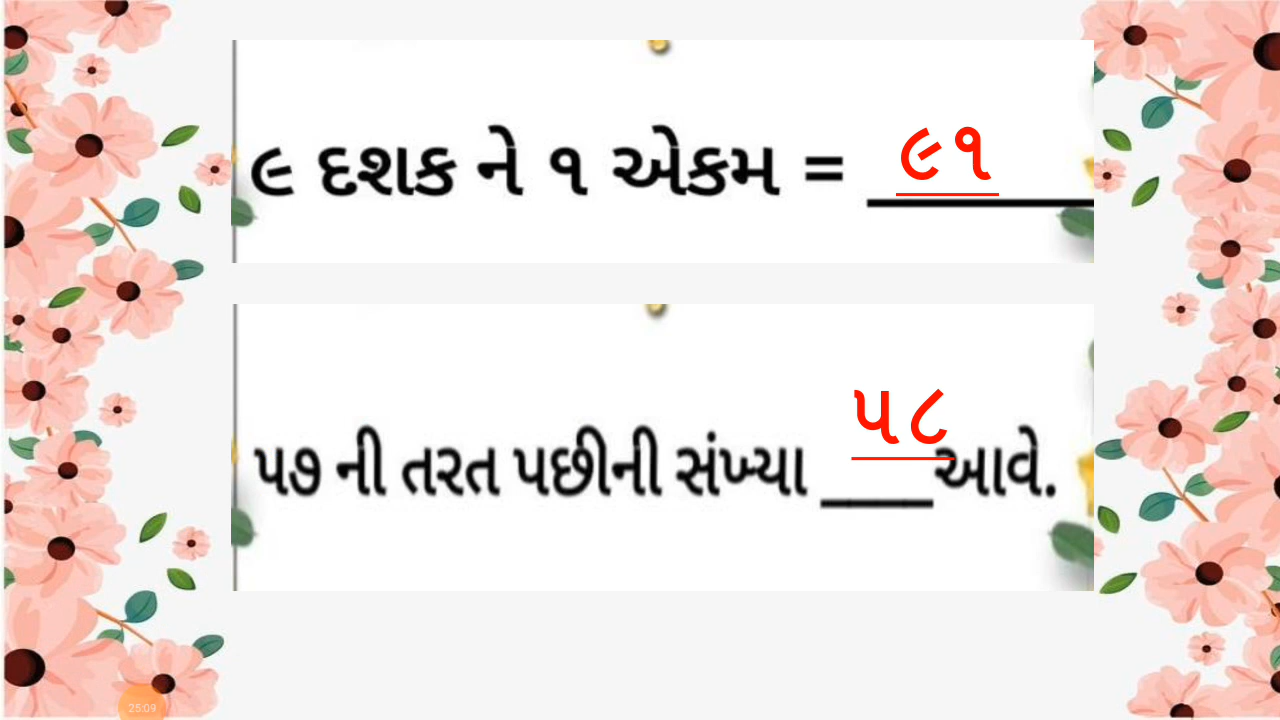 ૯ દશક ને ૧ એકમ = ૯૧
૫૭ ની તરત પછીની સંખ્યા ૫૮ આવે.
25:09